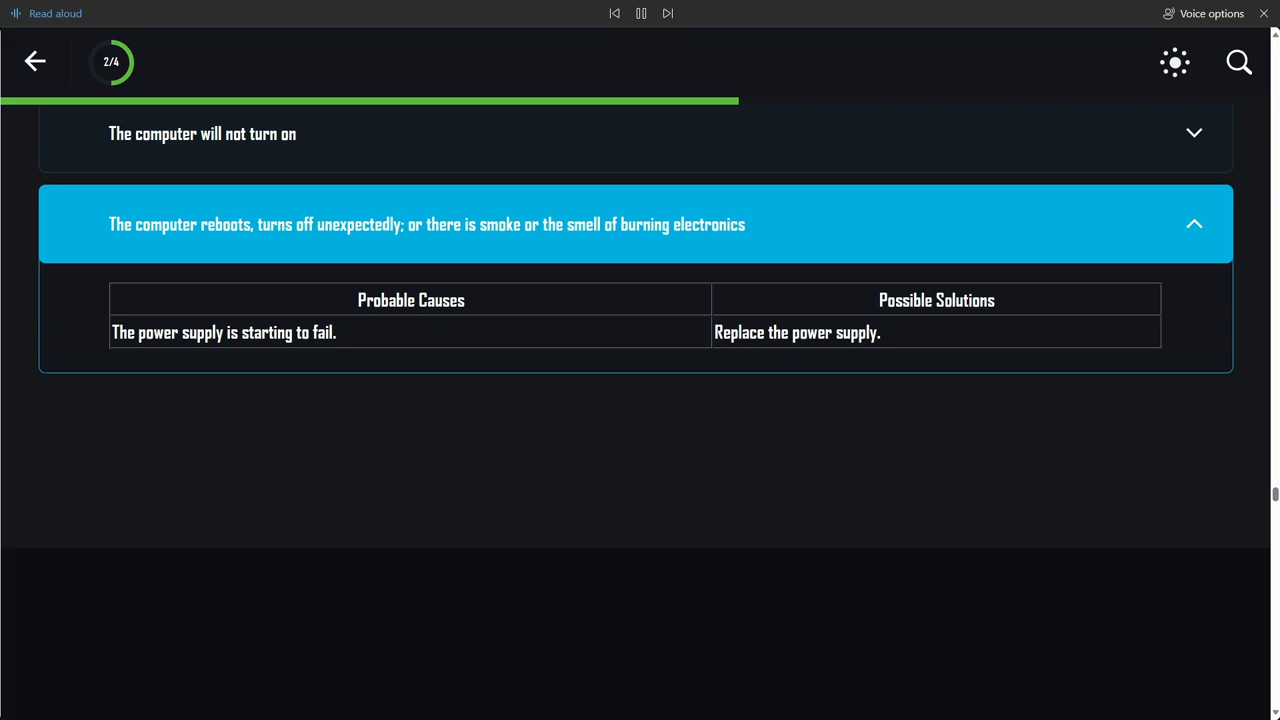 Read aloud
Voice options
2/4
The computer will not turn on
The computer reboots, turns off unexpectedly; or there is smoke or the smell of burning electronics
Probable Causes
Possible Solutions
The power supply is starting to fail.
Replace the power supply.